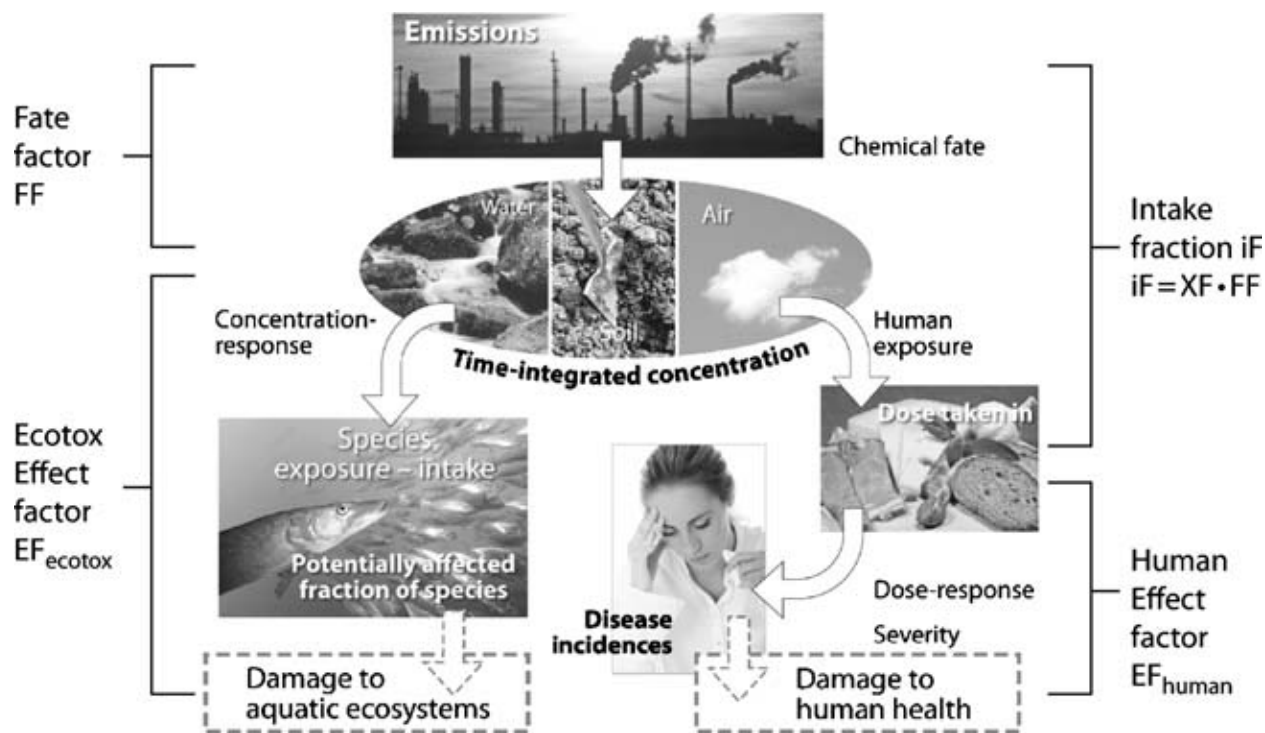 Emissions
Fate
factor
FF
Chemical fate
Water
Soil
Air
Intake
fraction iF
iF=XF•FF
Concentration-
response
Time-integrated concentration
Human
exposure
Dose taken in
Ecotox
Effect
factor
EFecotox
Species,
exposure – intake
Potentially affected
fraction of species
Disease
incidences
Dose-response
Severity
Human
Effect
factor
EFhuman
Damage to
aquatic ecosystems
Damage to
human health